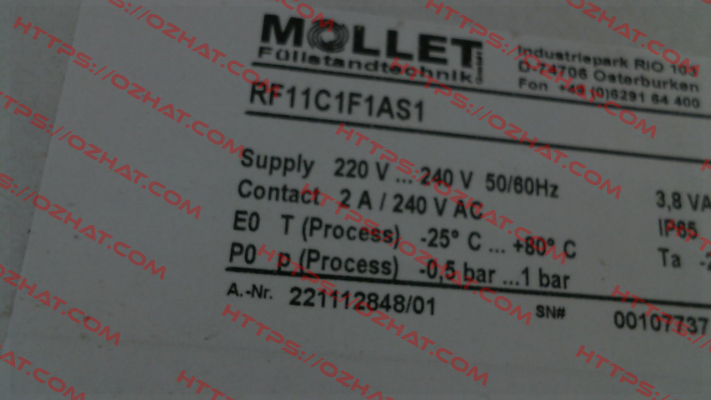 MOLLET GmbH
Füllstandtechnik
Industriepark RIO 103
D-74706 Osterburken
Fon +49 (0)6291 64 400
RF11C1F1AS1
Supply 220 V ... 240 V 50/60Hz 3,8 VA
Contact 2 A / 240 V AC IP65
E0 T (Process) -25° C ... +80° C Ta
P0 p (Process) -0,5 bar ...1 bar
A.-Nr. 221112848/01 SN# 00107737
HTTPS://OZHAT.COM